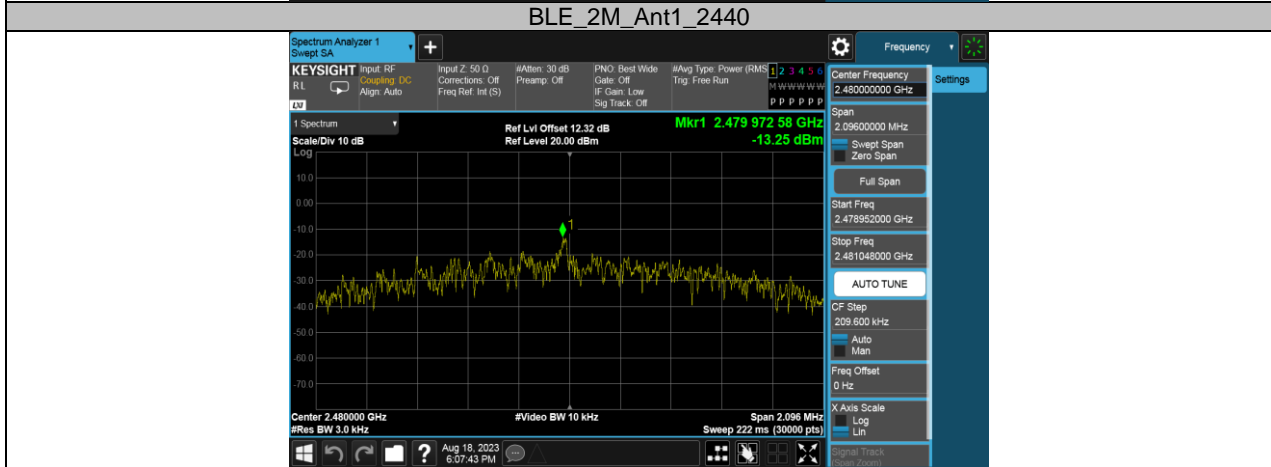 BLE_2M_Ant1_2440
Spectrum Analyzer 1
Swept SA
+
Frequency
KEYSIGHT
RL
LXI
Input: RF
Coupling: DC
Align: Auto
Input Z: 50 Ω
Corrections: Off
Freq Ref: Int (S)
#Atten: 30 dB
Preamp: Off
PNO: Best Wide
Gate: Off
IF Gain: Low
Sig Track: Off
#Avg Type: Power (RMS
Trig: Free Run
1 2 3 4 5 6
M W W W W W
P P P P P P
Center Frequency
2.480000000 GHz
Settings
1 Spectrum
Scale/Div 10 dB
Ref Lvl Offset 12.32 dB
Ref Level 20.00 dBm
Mkr1 2.479 972 58 GHz
-13.25 dBm
Log
10.0
0.00
-10.0
-20.0
-30.0
-40.0
-50.0
-60.0
-70.0
1
Span
2.09600000 MHz
Swept Span
Zero Span
Full Span
Start Freq
2.478952000 GHz
Stop Freq
2.481048000 GHz
AUTO TUNE
CF Step
209.600 kHz
Auto
Man
Freq Offset
0 Hz
X Axis Scale
Log
Lin
Signal Track
(Span Zoom)
Center 2.480000 GHz
#Res BW 3.0 kHz
#Video BW 10 kHz
Span 2.096 MHz
Sweep 222 ms (30000 pts)
?
Aug 18, 2023
6:07:43 PM